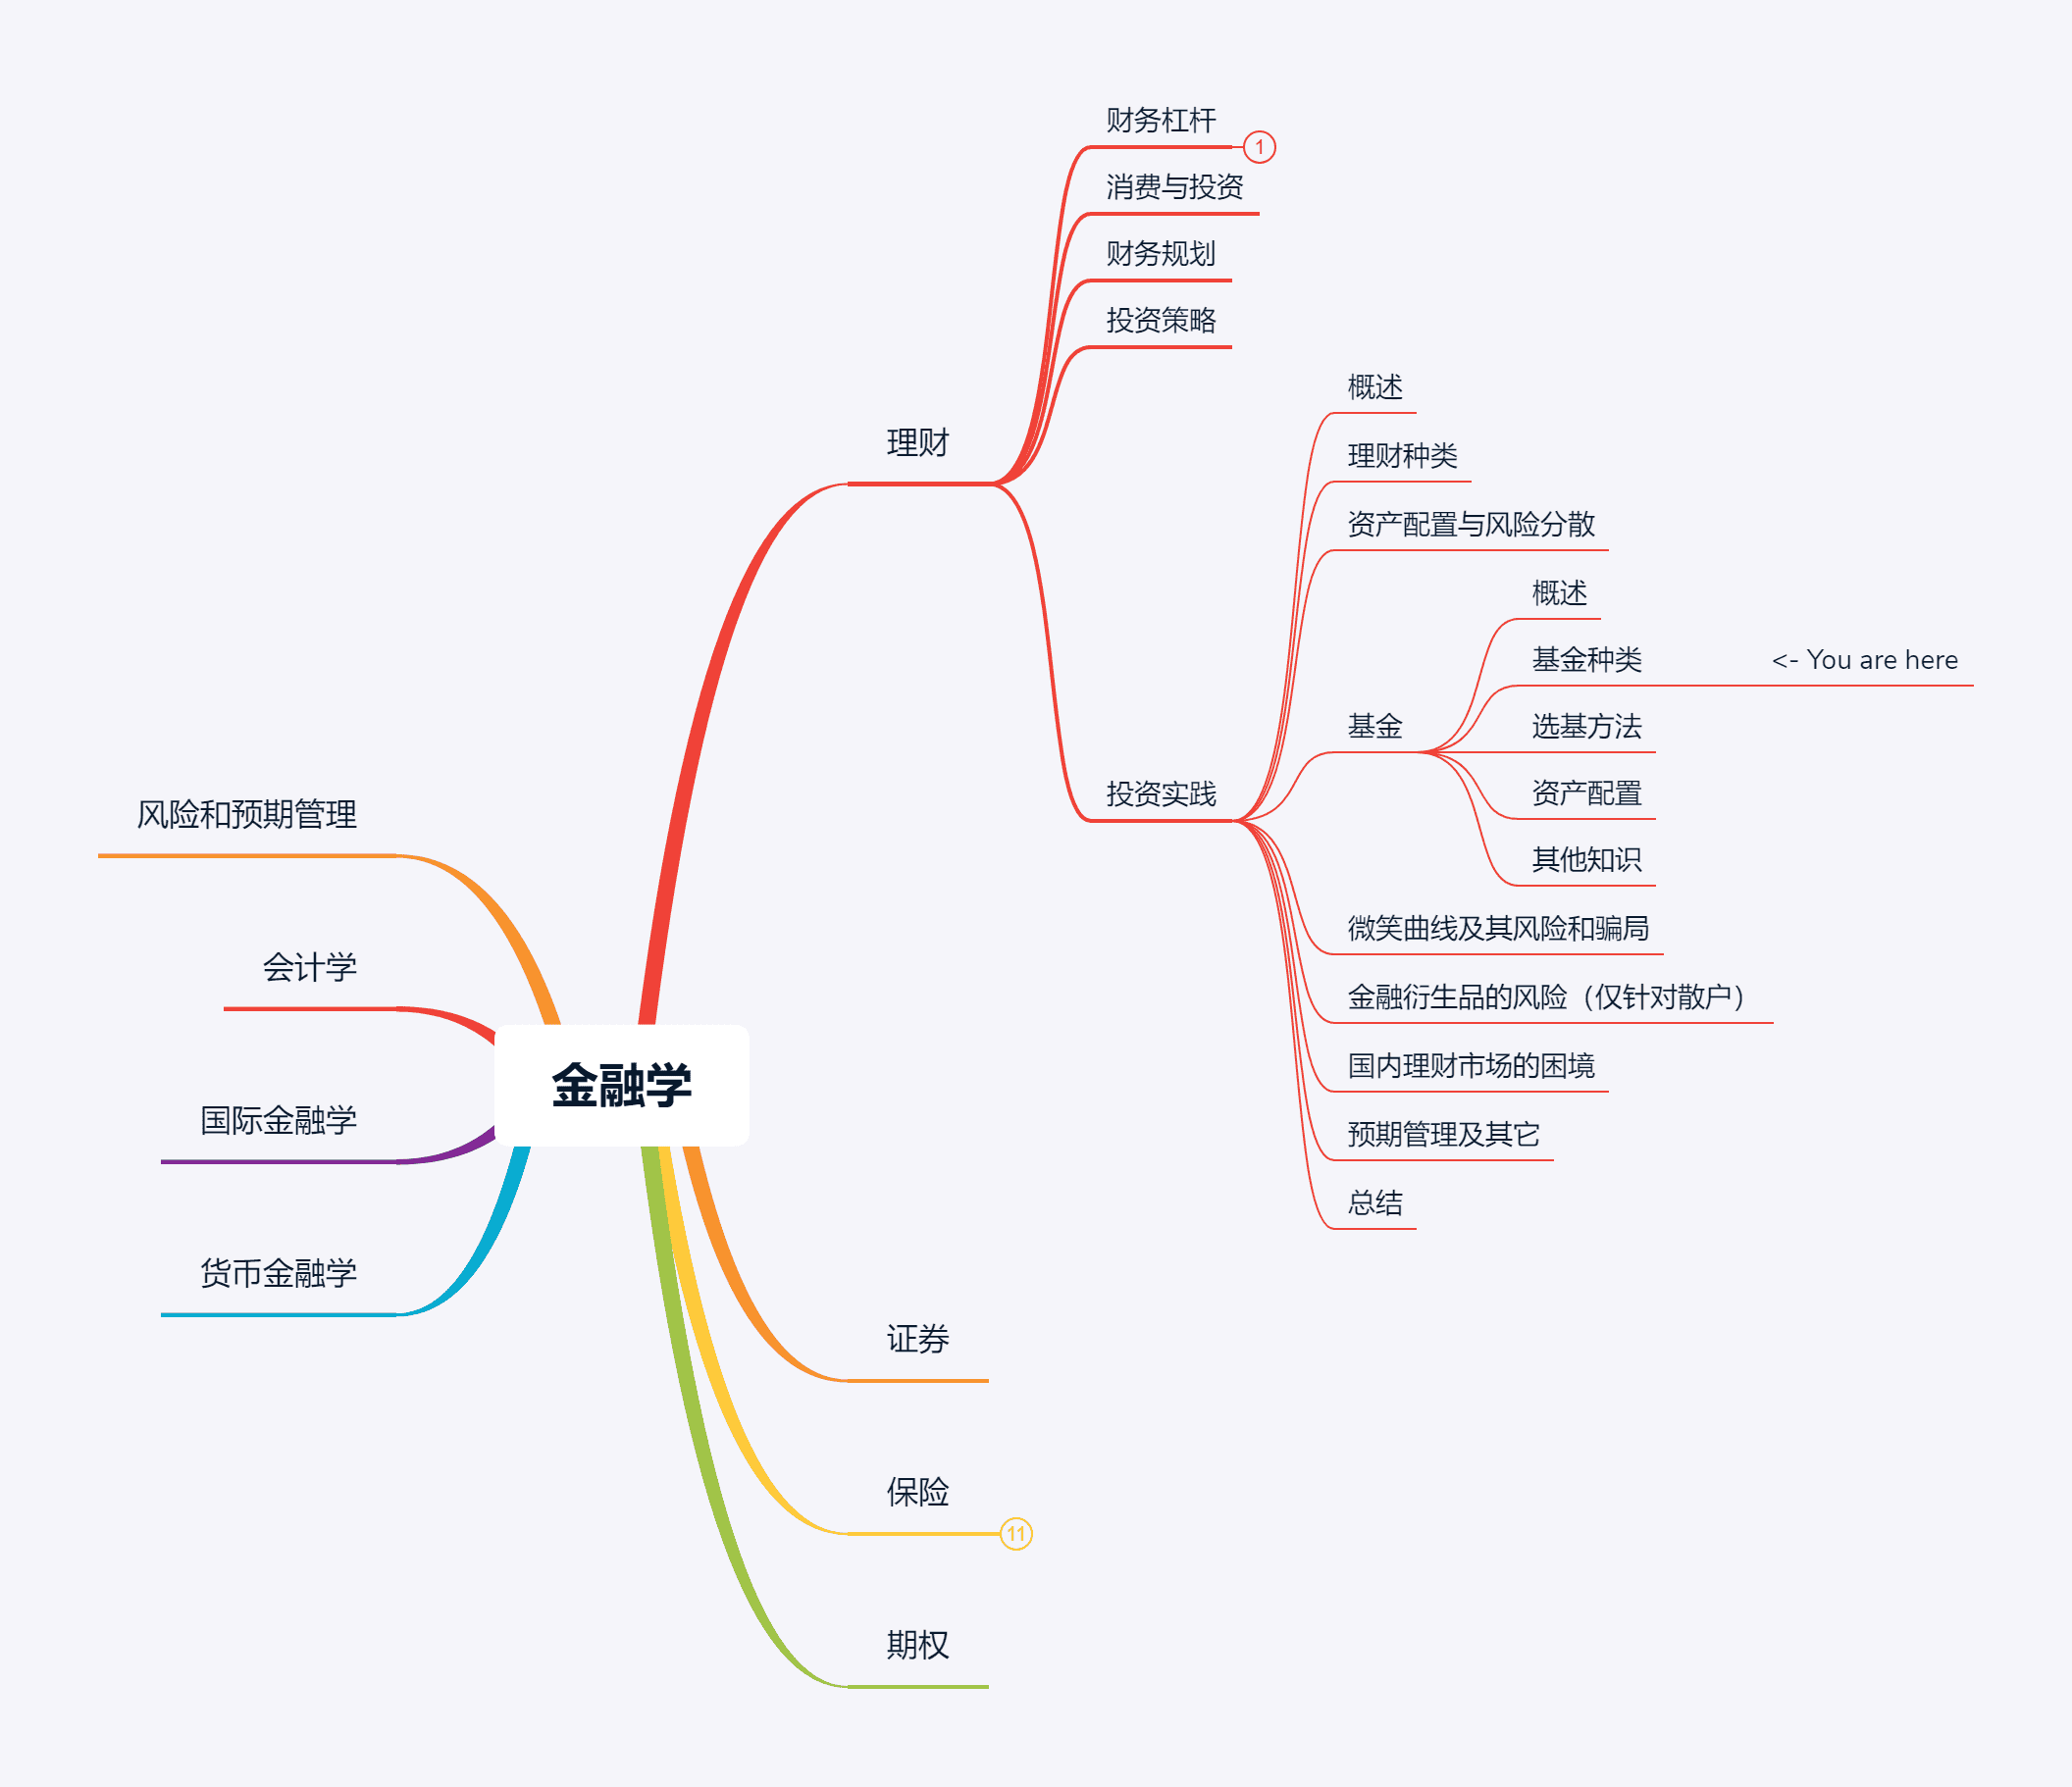 财务杠杆
1
消费与投资
财务规划
投资策略
概述
理财
理财种类
资产配置与风险分散
概述
基金种类
<- You are here
基金
选基方法
投资实践
资产配置
其他知识
微笑曲线及其风险和骗局
金融衍生品的风险（仅针对散户）
国内理财市场的困境
预期管理及其它
总结
风险和预期管理
会计学
金融学
国际金融学
货币金融学
证券
保险
11
期权